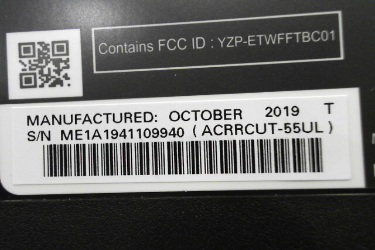 Contains FCC ID : YZP-ETWFFTBC01
MANUFACTURED: OCTOBER 2019 T
S/N ME1A1941109940 ( ACRRCUT-55UL )